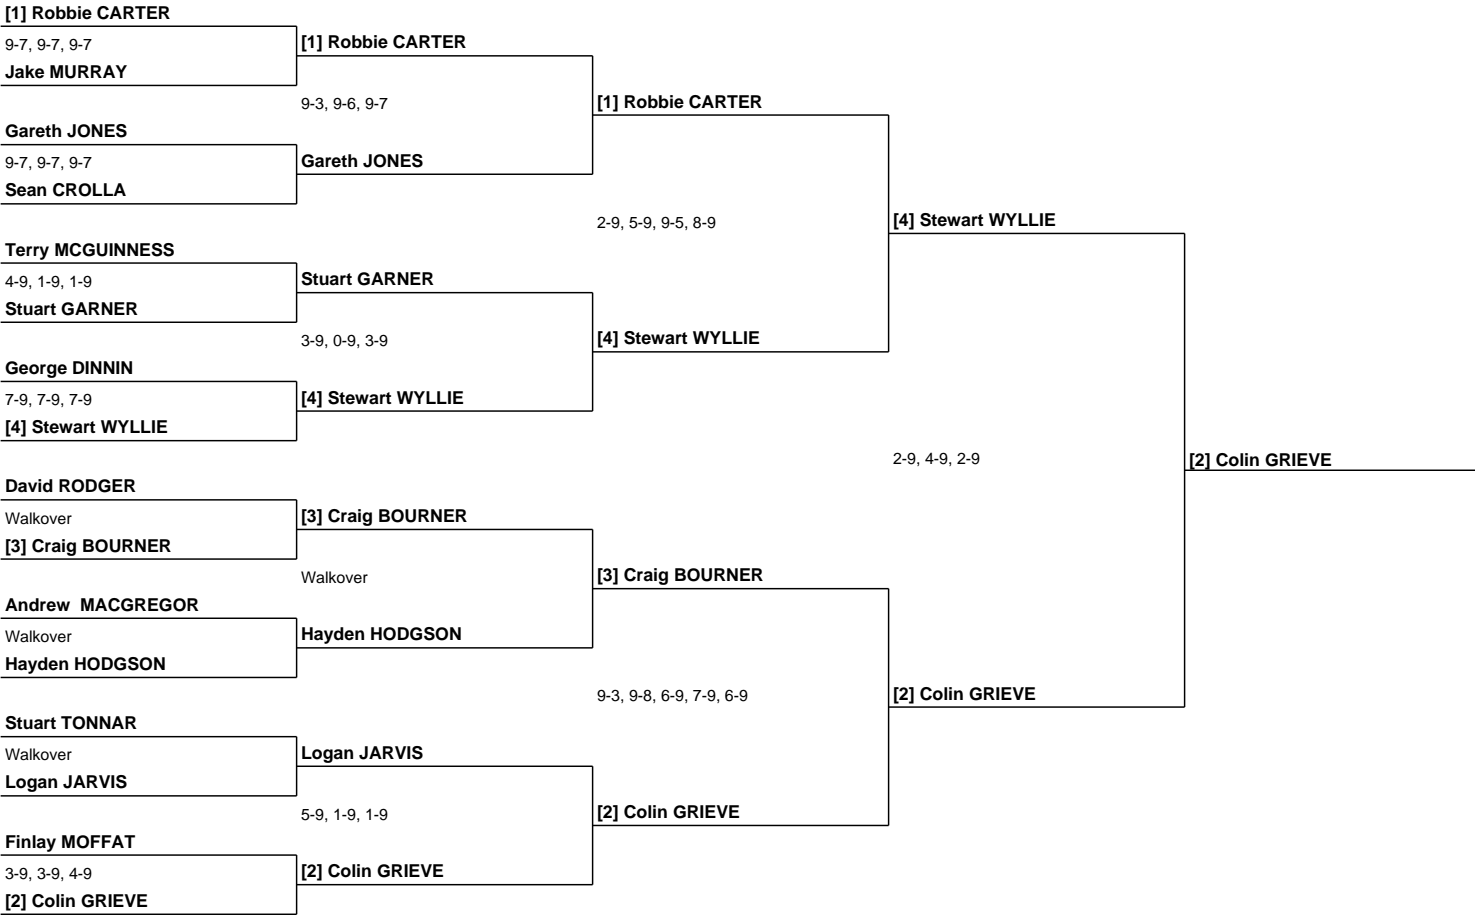 [1] Robbie CARTER
9-7, 9-7, 9-7
Jake MURRAY
Gareth JONES
9-7, 9-7, 9-7
Sean CROLLA
Terry MCGUINNESS
4-9, 1-9, 1-9
Stuart GARNER
George DINNIN
7-9, 7-9, 7-9
[4] Stewart WYLLIE
David RODGER
Walkover
[3] Craig BOURNER
Andrew  MACGREGOR
Walkover
Hayden HODGSON
Stuart TONNAR
Walkover
Logan JARVIS
Finlay MOFFAT
3-9, 3-9, 4-9
[2] Colin GRIEVE
[1] Robbie CARTER
9-3, 9-6, 9-7
Gareth JONES
Stuart GARNER
3-9, 0-9, 3-9
[4] Stewart WYLLIE
[3] Craig BOURNER
Walkover
Hayden HODGSON
Logan JARVIS
5-9, 1-9, 1-9
[2] Colin GRIEVE
[1] Robbie CARTER
2-9, 5-9, 9-5, 8-9
[4] Stewart WYLLIE
[3] Craig BOURNER
9-3, 9-8, 6-9, 7-9, 6-9
[2] Colin GRIEVE
[4] Stewart WYLLIE
2-9, 4-9, 2-9
[2] Colin GRIEVE
[2] Colin GRIEVE